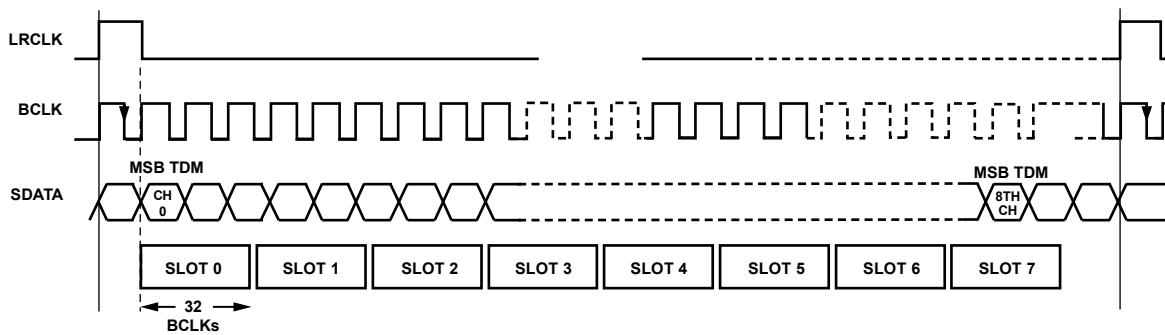 LRCLK
BCLK
MSB TDM
MSB TDM
SDATA
CH
0
8TH
CH
SLOT 0
SLOT 1
SLOT 2
SLOT 3
SLOT 4
SLOT 5
SLOT 6
SLOT 7
32
BCLKs